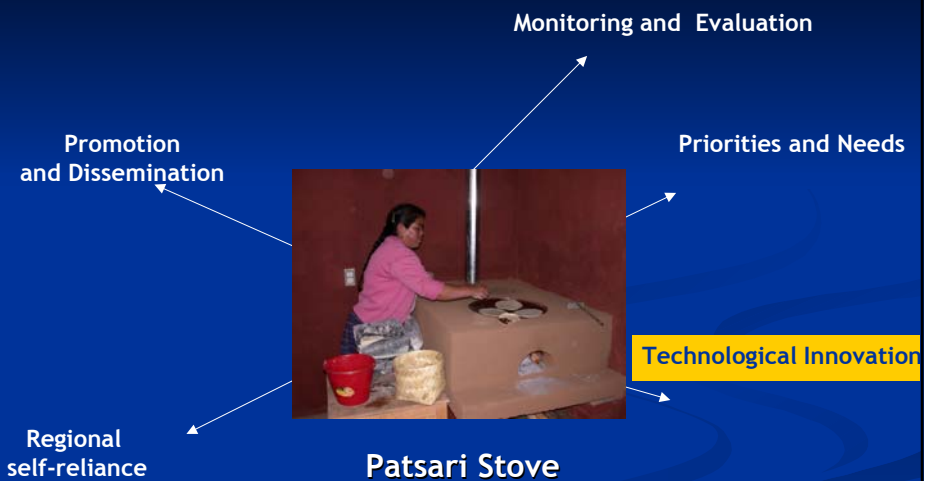 Monitoring and Evaluation
Promotion
and Dissemination
Priorities and Needs
Technological Innovation
Regional
self-reliance
Patsari Stove